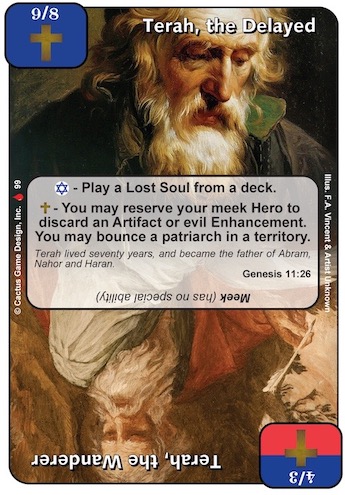 9/8
Terah, the Delayed
- Play a Lost Soul from a deck.
- You may reserve your meek Hero to
discard an Artifact or evil Enhancement.
You may bounce a patriarch in a territory.
Terah lived seventy years, and became the father of Abram,
Nahor and Haran.
Genesis 11:26
Meek (has no special ability)
© Cactus Game Design, Inc. 99
Illus. F.A. Vincent & Artist Unknown
Terah, the Wanderer
4/3